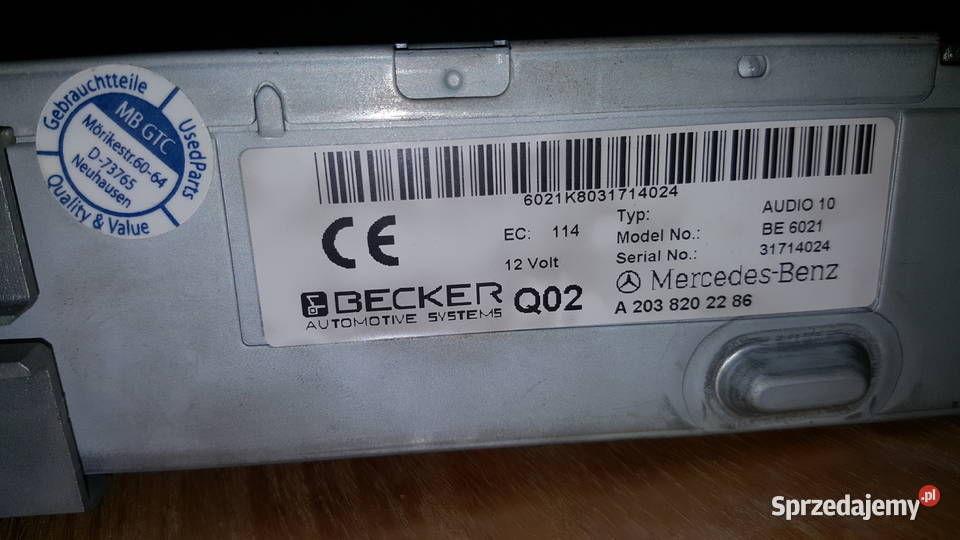 Gebrauchtteile
UsedParts
Quality & Value
MB GTC
Mörikestr.60-64
D-73765
Neuhausen
6021K8031714024
CE
EC: 114
12 Volt
Typ: AUDIO 10
Model No.: BE 6021
Serial No.: 31714024
Mercedes-Benz
A 203 820 22 86
BECKER
AUTOMOTIVE SYSTEMS
Q02
Sprzedajemy.pl